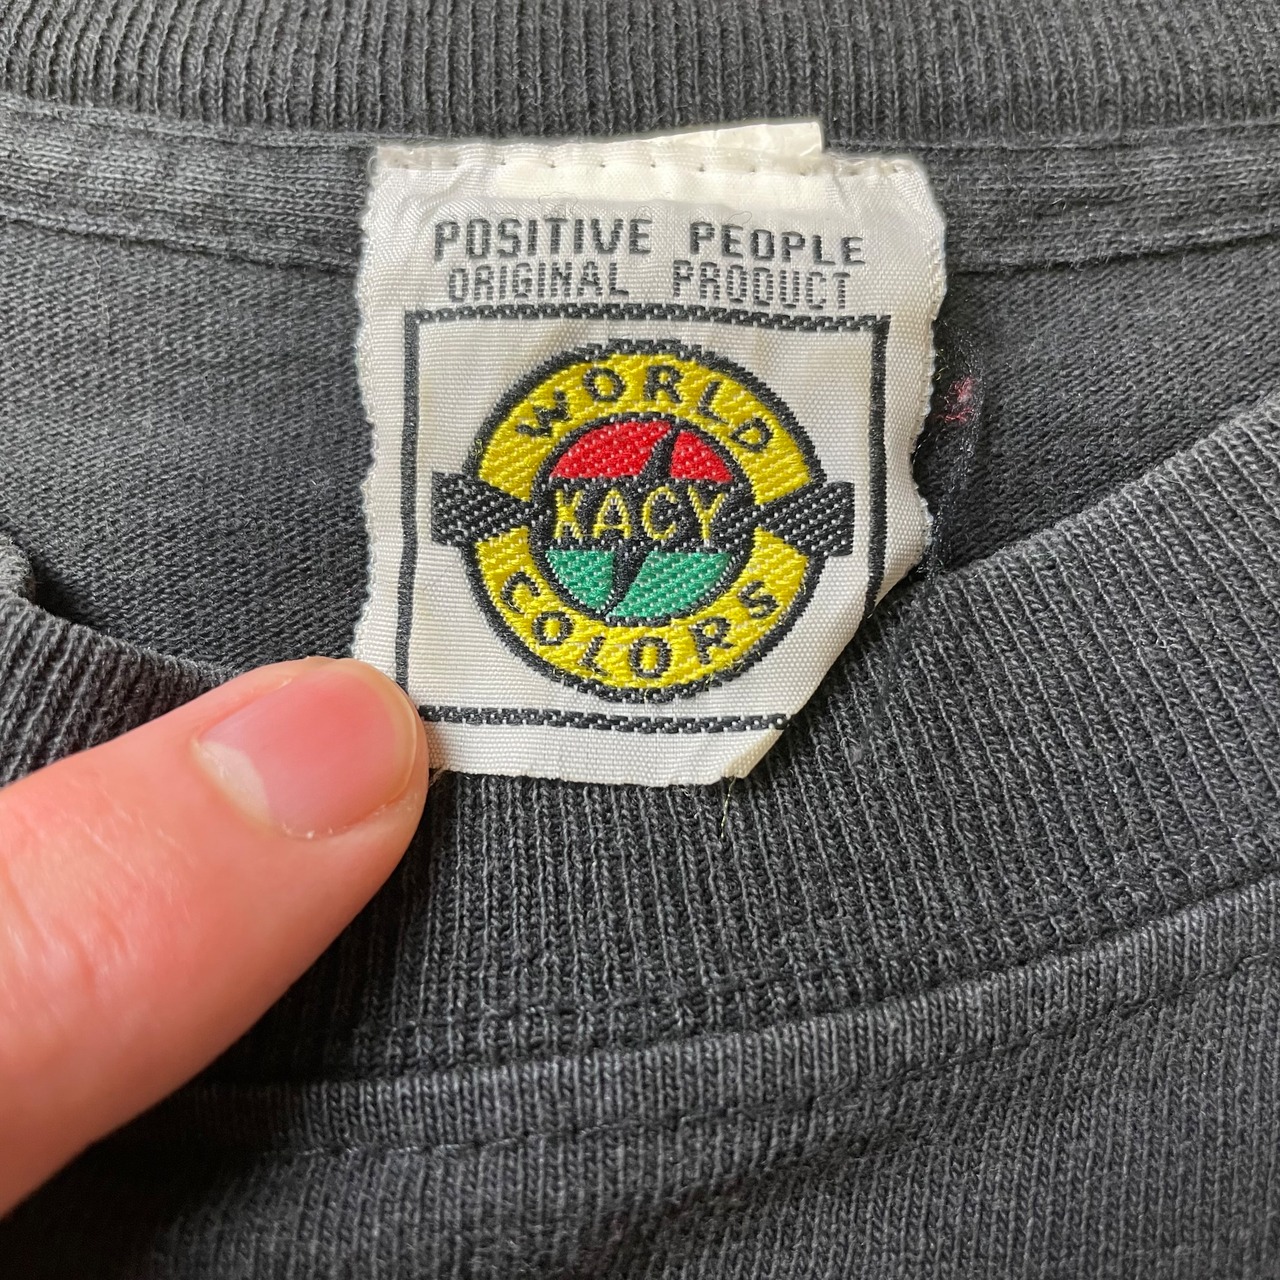 POSITIVE PEOPLE
ORIGINAL PRODUCT
WORLD
KACY
COLORS